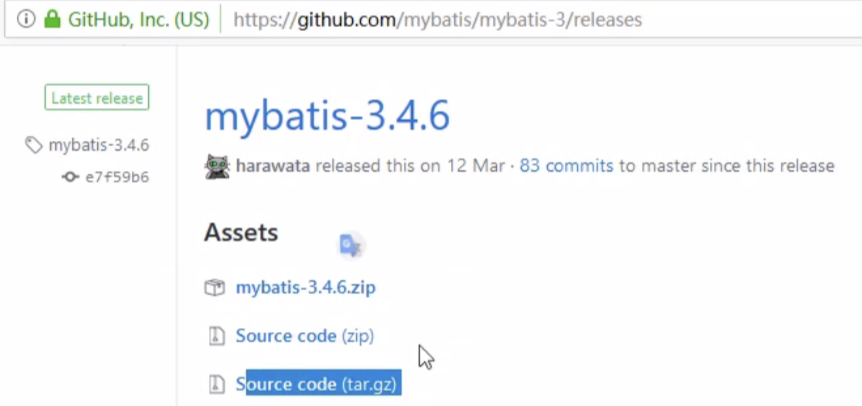 GitHub, Inc. (US) https://github.com/mybatis/mybatis-3/releases
Latest release
mybatis-3.4.6
e7f59b6
mybatis-3.4.6
harawata released this on 12 Mar · 83 commits to master since this release
Assets
mybatis-3.4.6.zip
Source code (zip)
Source code (tar.gz)